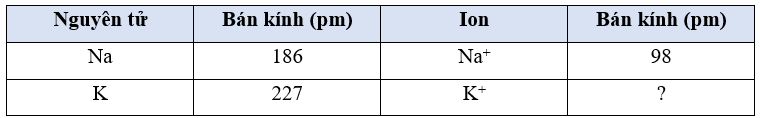 Nguyên tử Bán kính (pm) Ion Bán kính (pm)
Na 186 Na⁺ 98
K 227 K⁺ ?